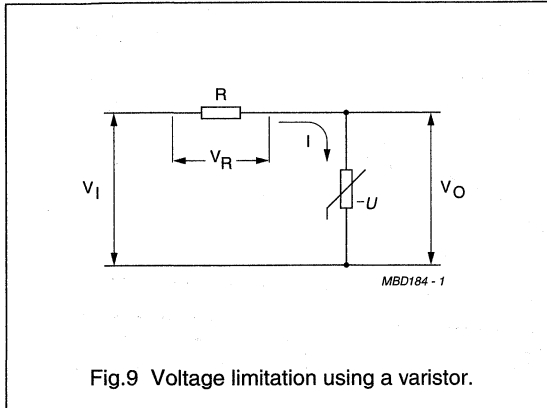 R
V_R
I
V_I
-U
V_O
MBD184 - 1
Fig.9 Voltage limitation using a varistor.